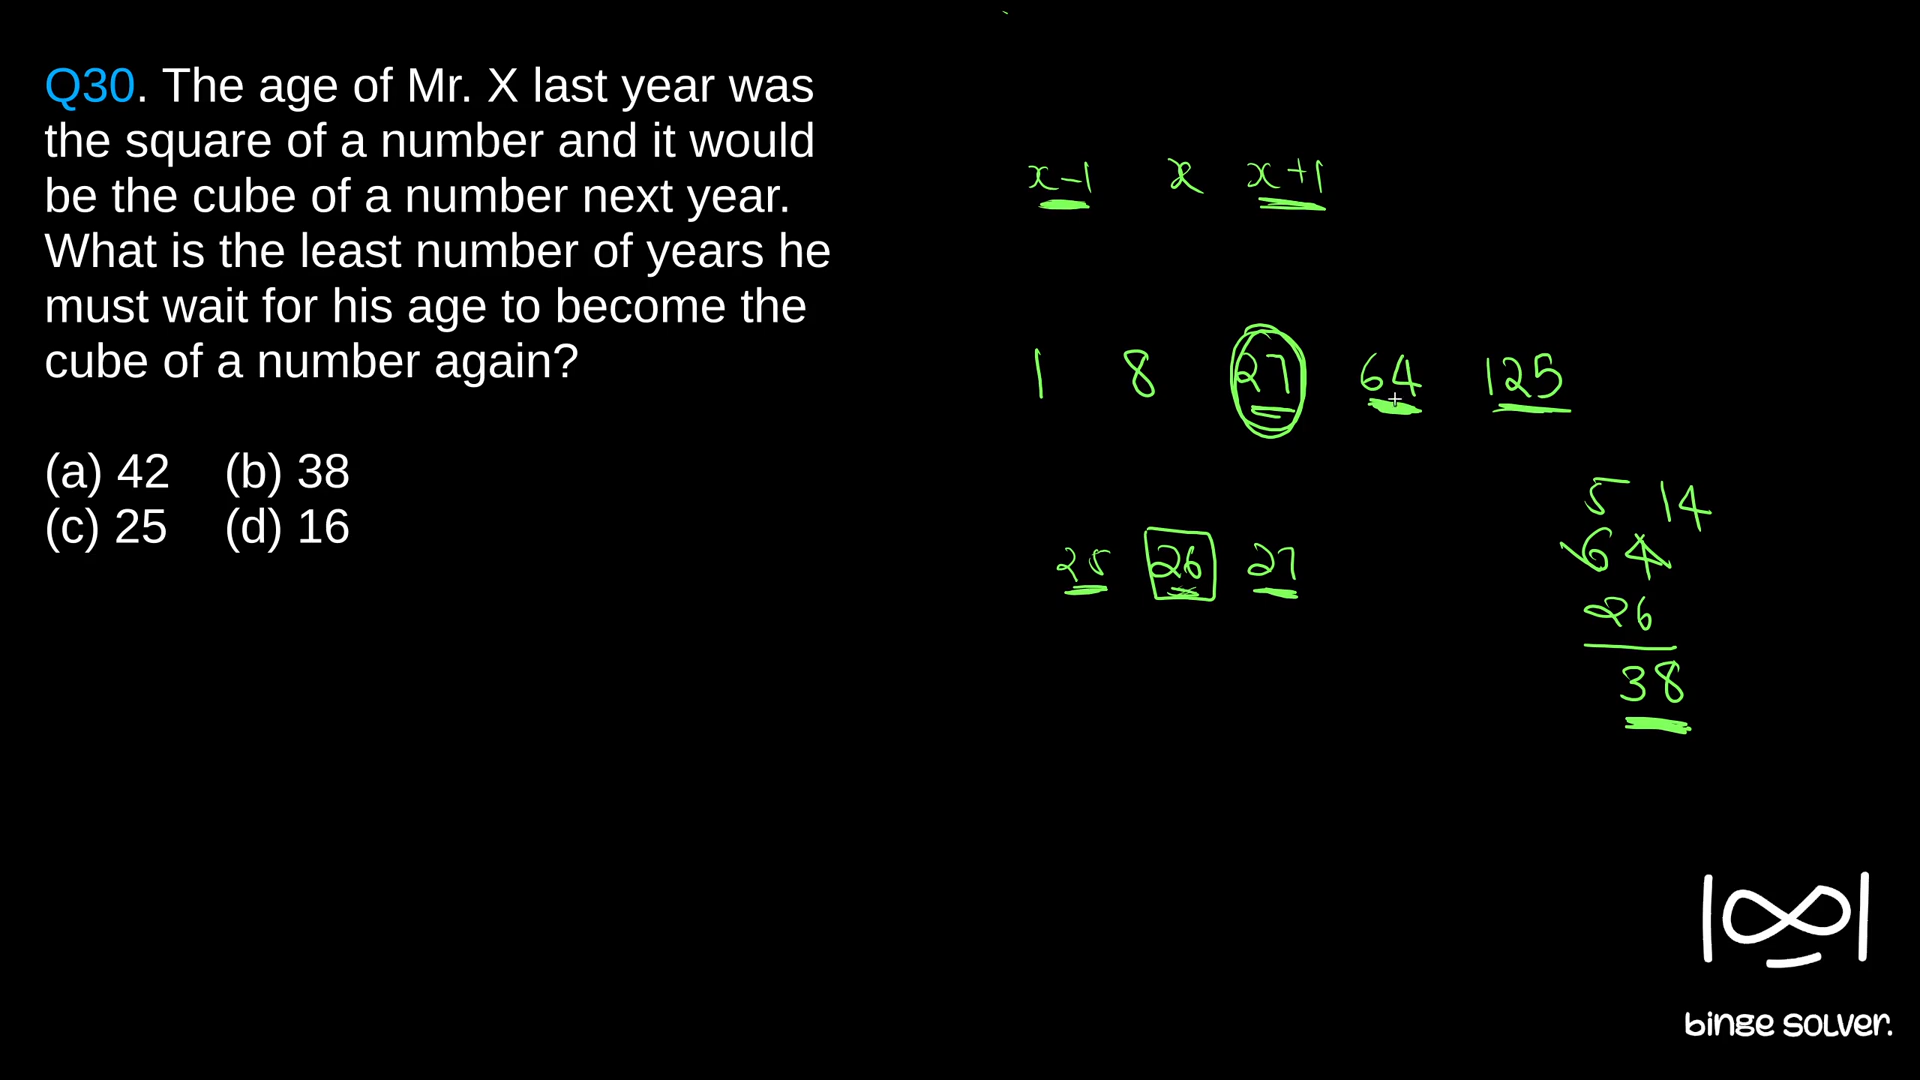 Q30. The age of Mr. X last year was
the square of a number and it would
be the cube of a number next year.
What is the least number of years he
must wait for his age to become the
cube of a number again?
(a) 42 (b) 38
(c) 25 (d) 16
x-1 x x+1
1 8 27 64 125
25 26 27
5 14
64
26
38
binge SOLVER.